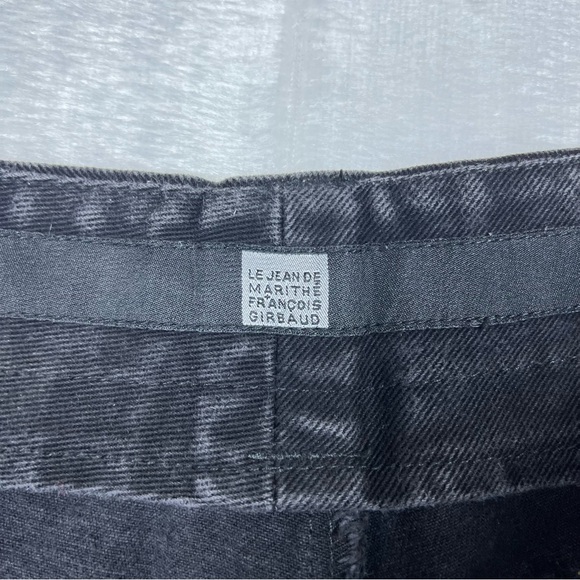 LE JEAN DE
MARITHÉ
+
FRANÇOIS
GIRBAUD